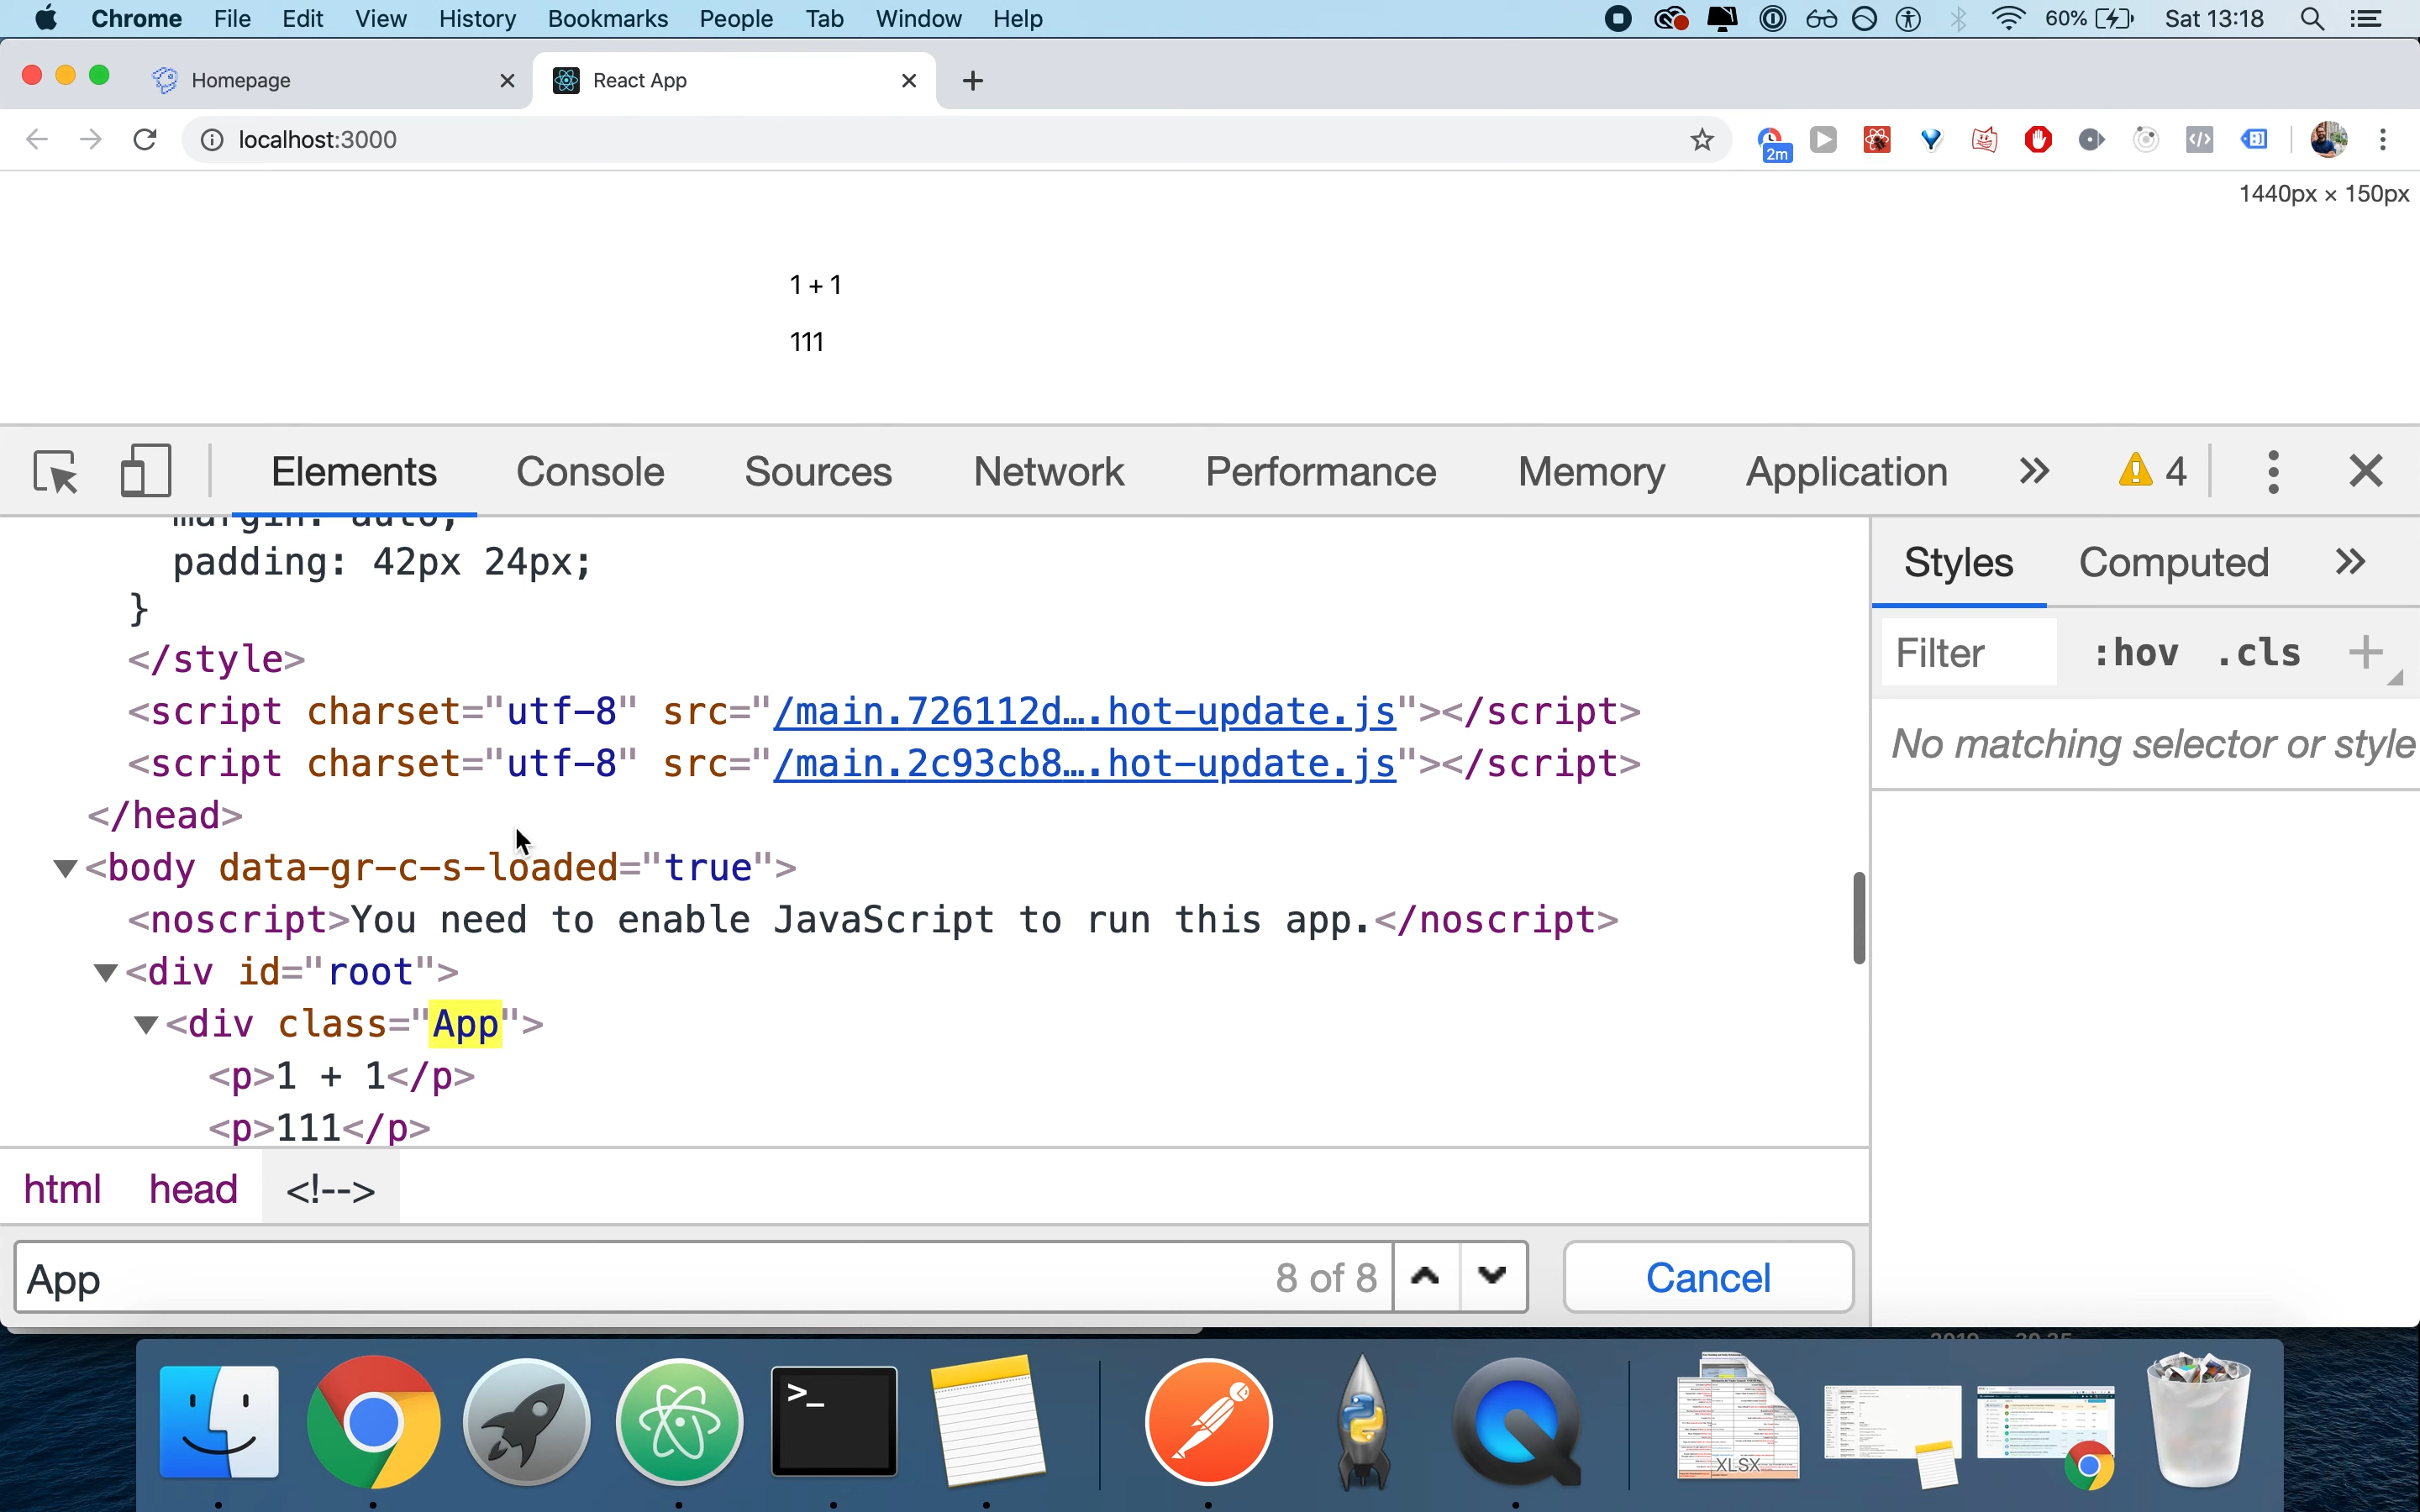 Chrome File Edit View History Bookmarks People Tab Window Help 60% Sat 13:18
Homepage React App
localhost:3000
2m
1440px × 150px
1 + 1
111
Elements Console Sources Network Performance Memory Application 4
margin: auto;
padding: 42px 24px;
}
</style>
<script charset="utf-8" src="/main.726112d….hot-update.js"></script>
<script charset="utf-8" src="/main.2c93cb8….hot-update.js"></script>
</head>
<body data-gr-c-s-loaded="true">
<noscript>You need to enable JavaScript to run this app.</noscript>
<div id="root">
<div class="App">
<p>1 + 1</p>
<p>111</p>
Styles Computed
Filter :hov .cls
No matching selector or style
html head <!-->
App 8 of 8 Cancel
>_
XLSX